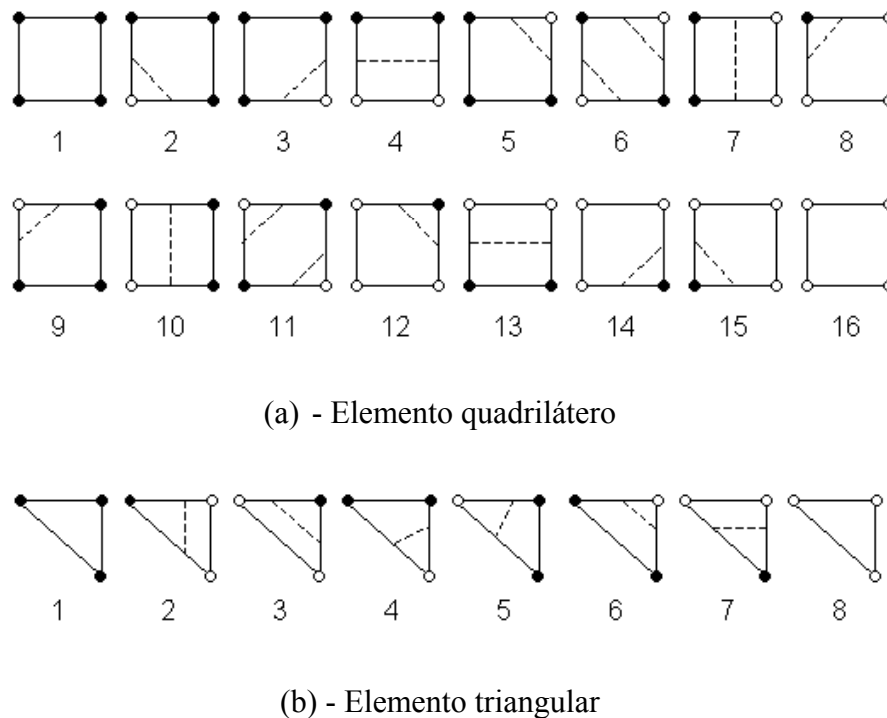 1 2 3 4 5 6 7 8
9 10 11 12 13 14 15 16
(a) - Elemento quadrilátero
1 2 3 4 5 6 7 8
(b) - Elemento triangular